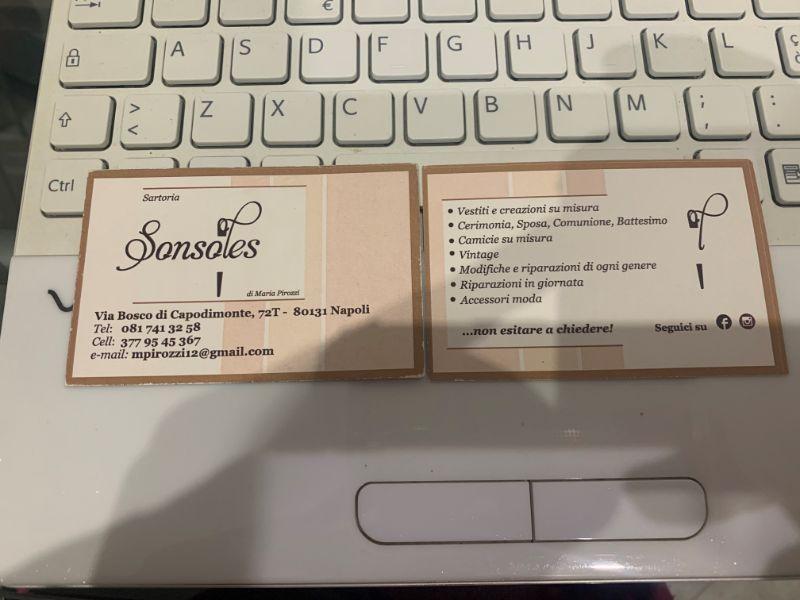 €
A S D F G H J K L ç
>
< Z X C V B N M ; :
, .
Ctrl
Sartoria
Sonsoles
di Maria Pirozzi
Via Bosco di Capodimonte, 72T - 80131 Napoli
Tel: 081 741 32 58
Cell: 377 95 45 367
e-mail: mpirozzi12@gmail.com
• Vestiti e creazioni su misura
• Cerimonia, Sposa, Comunione, Battesimo
• Camicie su misura
• Vintage
• Modifiche e riparazioni di ogni genere
• Riparazioni in giornata
• Accessori moda
...non esitare a chiedere!
Seguici su